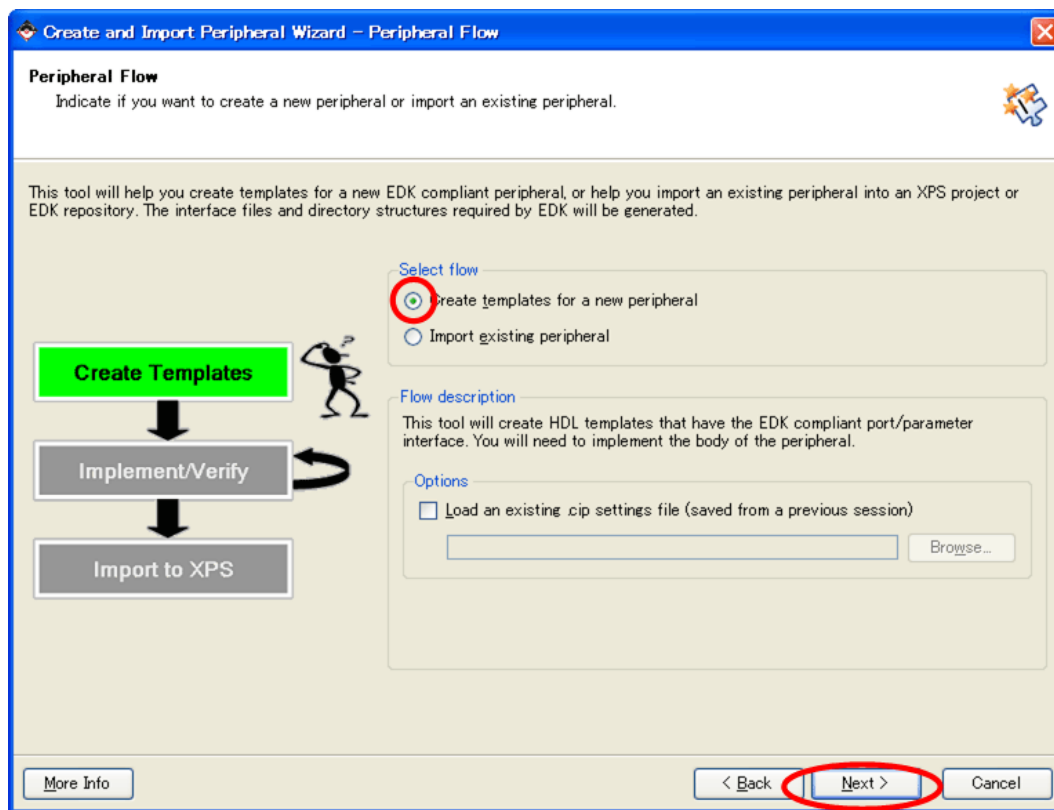 Create and Import Peripheral Wizard - Peripheral Flow
Peripheral Flow
Indicate if you want to create a new peripheral or import an existing peripheral.
This tool will help you create templates for a new EDK compliant peripheral, or help you import an existing peripheral into an XPS project or
EDK repository. The interface files and directory structures required by EDK will be generated.
Select flow
Create templates for a new peripheral
Import existing peripheral
Create Templates
Implement/Verify
Import to XPS
Flow description
This tool will create HDL templates that have the EDK compliant port/parameter
interface. You will need to implement the body of the peripheral.
Options
Load an existing .cip settings file (saved from a previous session)
Browse...
More Info
< Back
Next >
Cancel